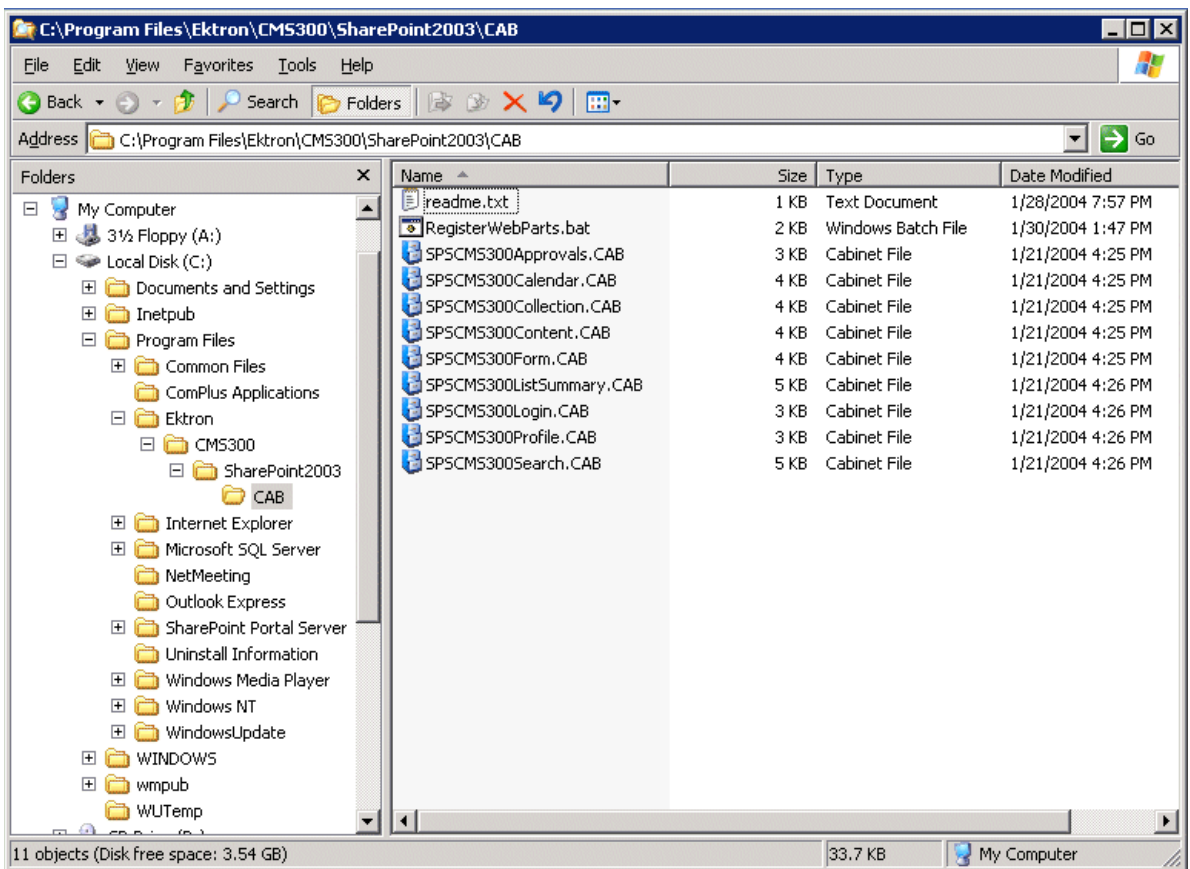 C:\Program Files\Ektron\CMS300\SharePoint2003\CAB
File Edit View Favorites Tools Help
Back Search Folders
Address C:\Program Files\Ektron\CMS300\SharePoint2003\CAB Go
Folders
My Computer
3½ Floppy (A:)
Local Disk (C:)
Documents and Settings
Inetpub
Program Files
Common Files
ComPlus Applications
Ektron
CMS300
SharePoint2003
CAB
Internet Explorer
Microsoft SQL Server
NetMeeting
Outlook Express
SharePoint Portal Server
Uninstall Information
Windows Media Player
Windows NT
WindowsUpdate
WINDOWS
wmpub
WUTemp
Name Size Type Date Modified
readme.txt 1 KB Text Document 1/28/2004 7:57 PM
RegisterWebParts.bat 2 KB Windows Batch File 1/30/2004 1:47 PM
SPSCMS300Approvals.CAB 3 KB Cabinet File 1/21/2004 4:25 PM
SPSCMS300Calendar.CAB 4 KB Cabinet File 1/21/2004 4:25 PM
SPSCMS300Collection.CAB 4 KB Cabinet File 1/21/2004 4:25 PM
SPSCMS300Content.CAB 4 KB Cabinet File 1/21/2004 4:25 PM
SPSCMS300Form.CAB 4 KB Cabinet File 1/21/2004 4:25 PM
SPSCMS300ListSummary.CAB 5 KB Cabinet File 1/21/2004 4:26 PM
SPSCMS300Login.CAB 3 KB Cabinet File 1/21/2004 4:26 PM
SPSCMS300Profile.CAB 3 KB Cabinet File 1/21/2004 4:26 PM
SPSCMS300Search.CAB 5 KB Cabinet File 1/21/2004 4:26 PM
11 objects (Disk free space: 3.54 GB) 33.7 KB My Computer